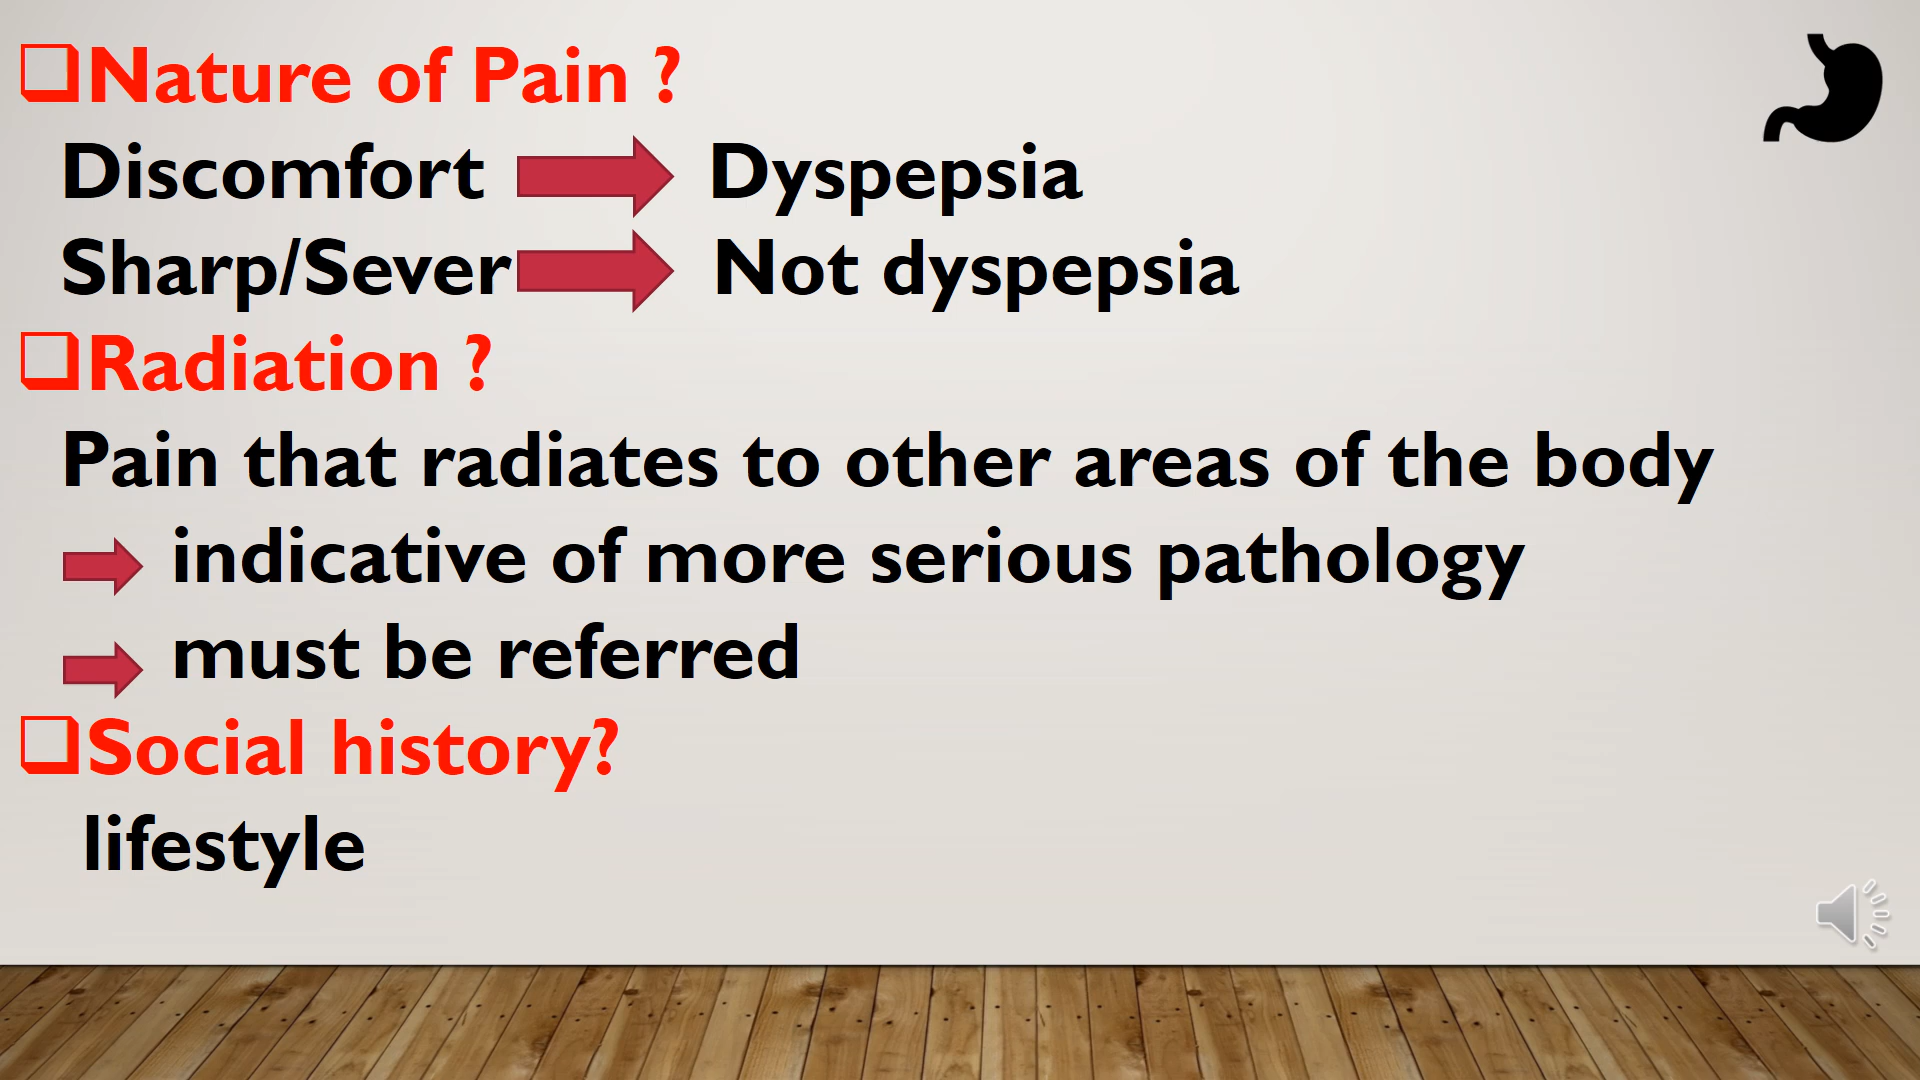 Nature of Pain ?
Discomfort Dyspepsia
Sharp/Sever Not dyspepsia
Radiation ?
Pain that radiates to other areas of the body
indicative of more serious pathology
must be referred
Social history?
lifestyle